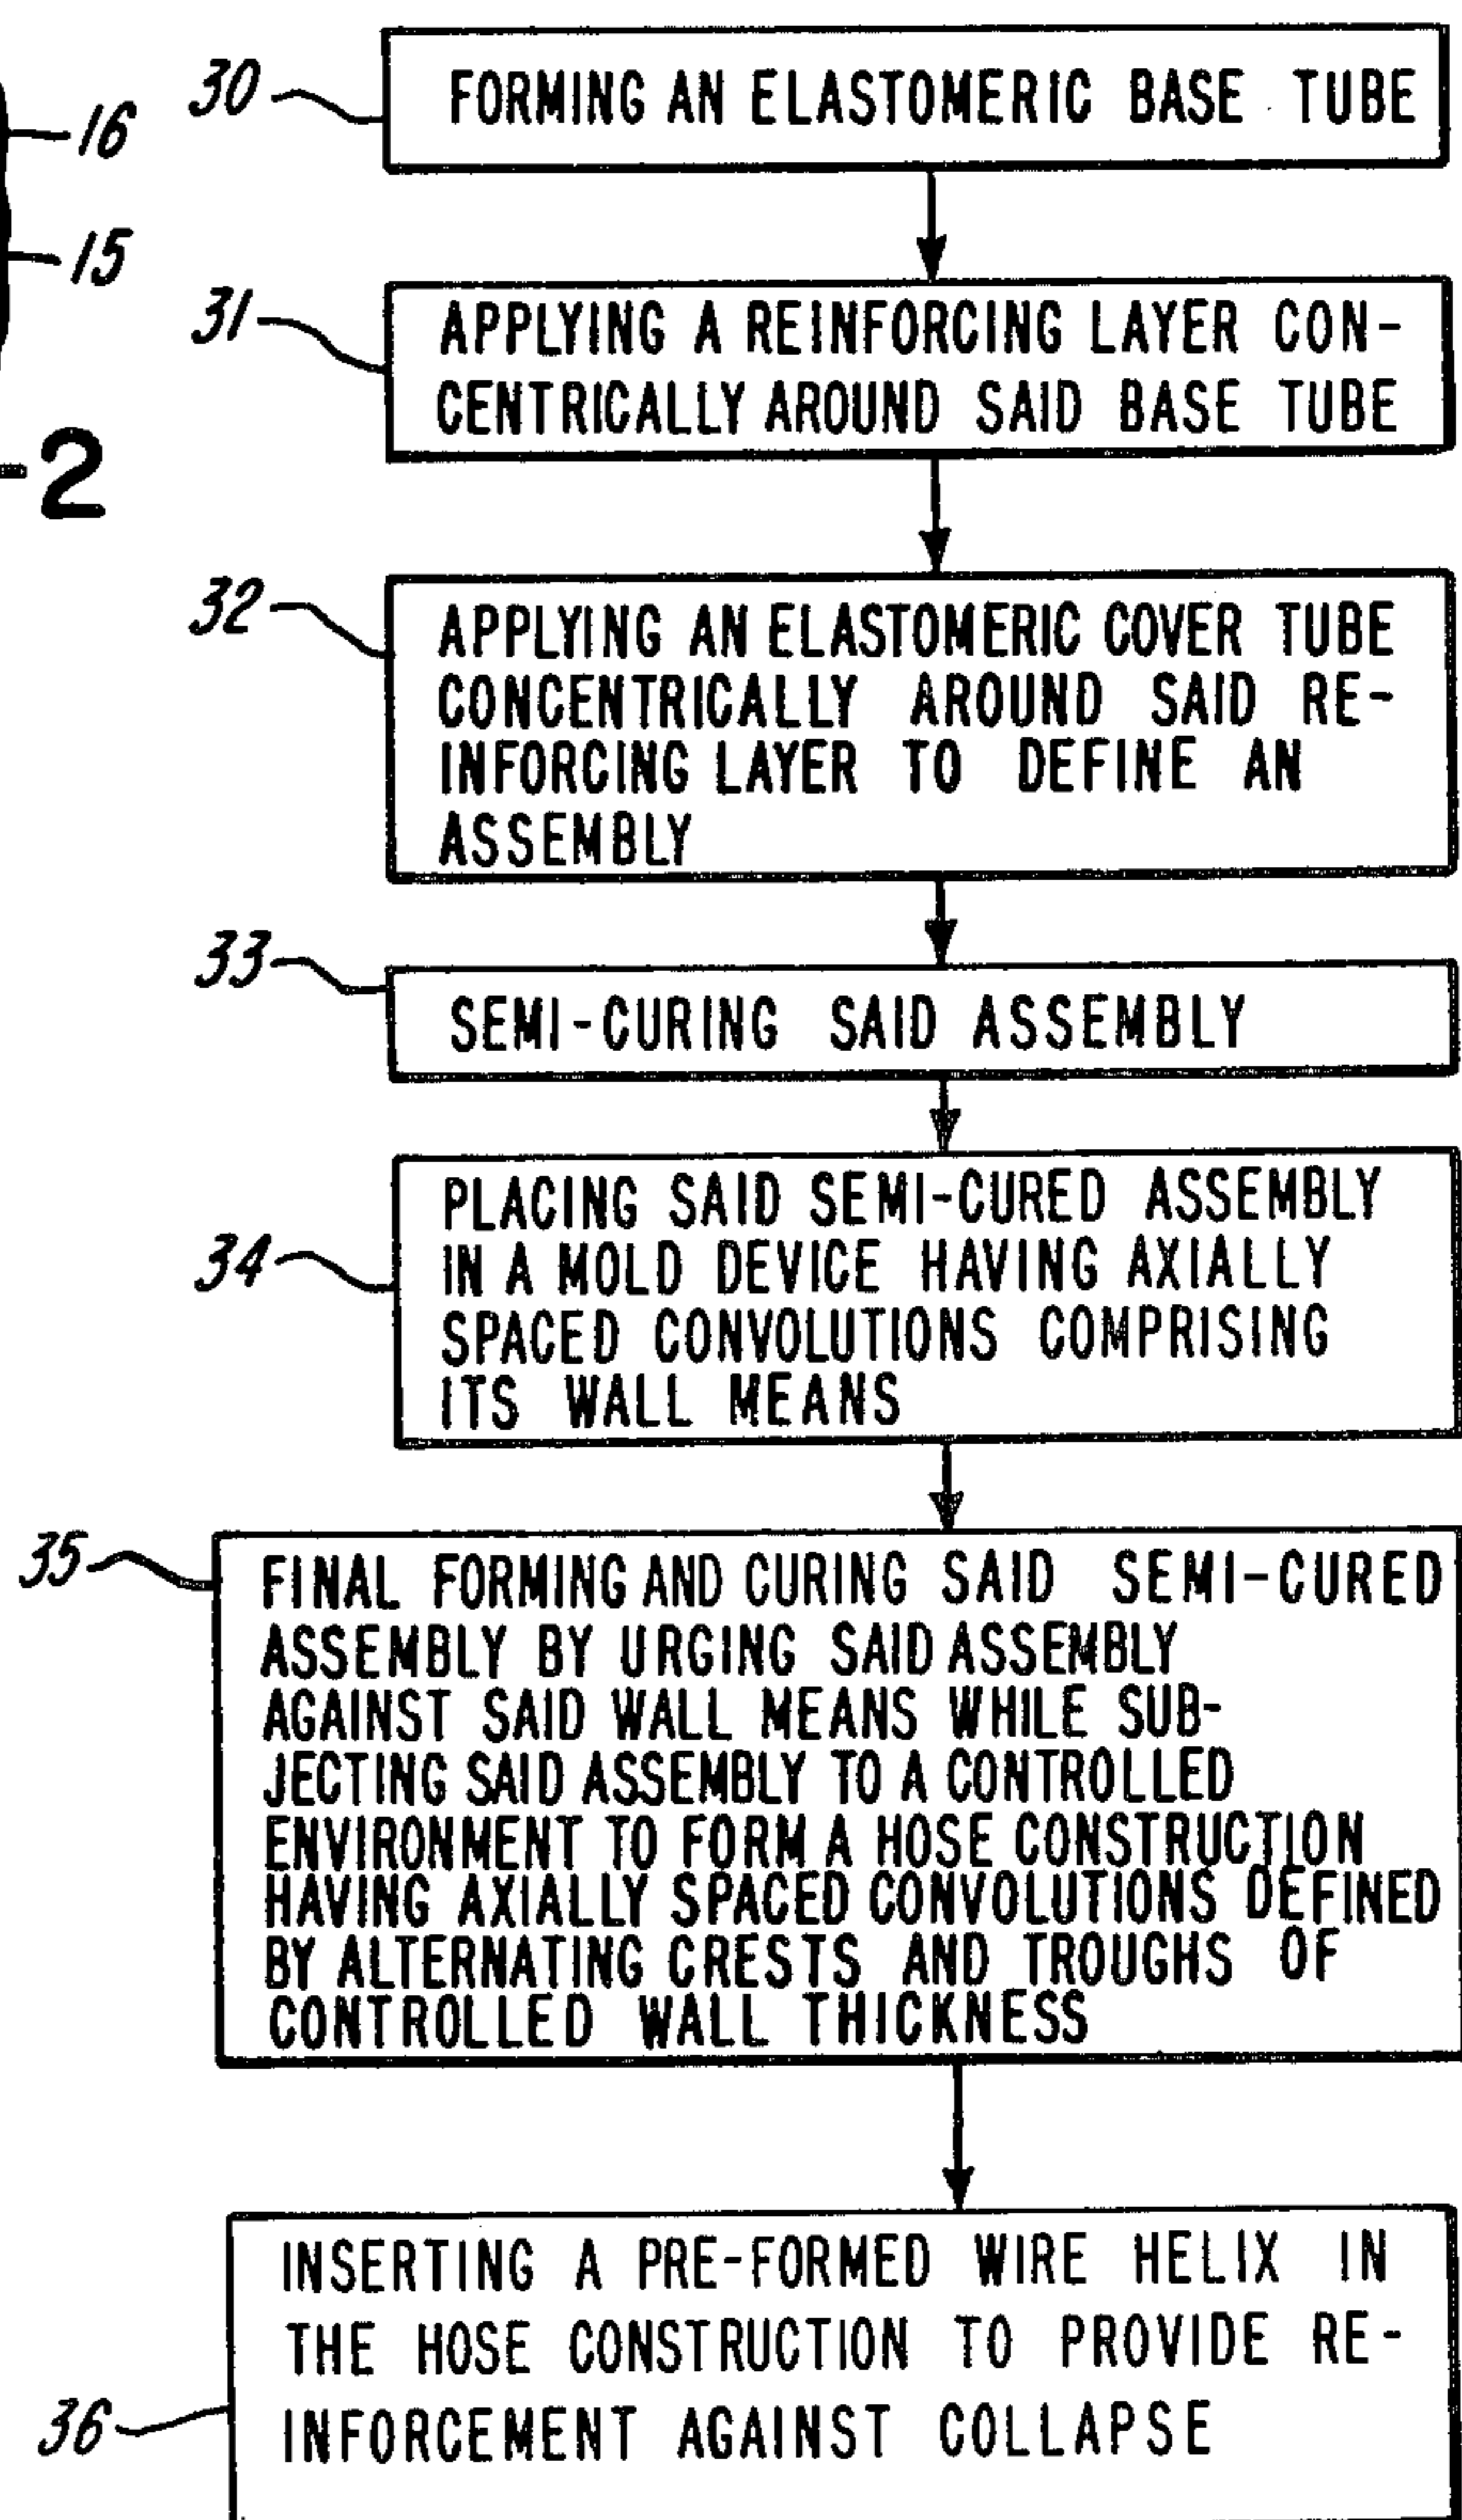 16
15
-2
30
FORMING AN ELASTOMERIC BASE TUBE
31
APPLYING A REINFORCING LAYER CON-
CENTRICALLY AROUND SAID BASE TUBE
32
APPLYING AN ELASTOMERIC COVER TUBE
CONCENTRICALLY AROUND SAID RE-
INFORCING LAYER TO DEFINE AN
ASSEMBLY
33
SEMI-CURING SAID ASSEMBLY
34
PLACING SAID SEMI-CURED ASSEMBLY
IN A MOLD DEVICE HAVING AXIALLY
SPACED CONVOLUTIONS COMPRISING
ITS WALL MEANS
35
FINAL FORMING AND CURING SAID SEMI-CURED
ASSEMBLY BY URGING SAID ASSEMBLY
AGAINST SAID WALL MEANS WHILE SUB-
JECTING SAID ASSEMBLY TO A CONTROLLED
ENVIRONMENT TO FORM A HOSE CONSTRUCTION
HAVING AXIALLY SPACED CONVOLUTIONS DEFINED
BY ALTERNATING CRESTS AND TROUGHS OF
CONTROLLED WALL THICKNESS
36
INSERTING A PRE-FORMED WIRE HELIX IN
THE HOSE CONSTRUCTION TO PROVIDE RE-
INFORCEMENT AGAINST COLLAPSE